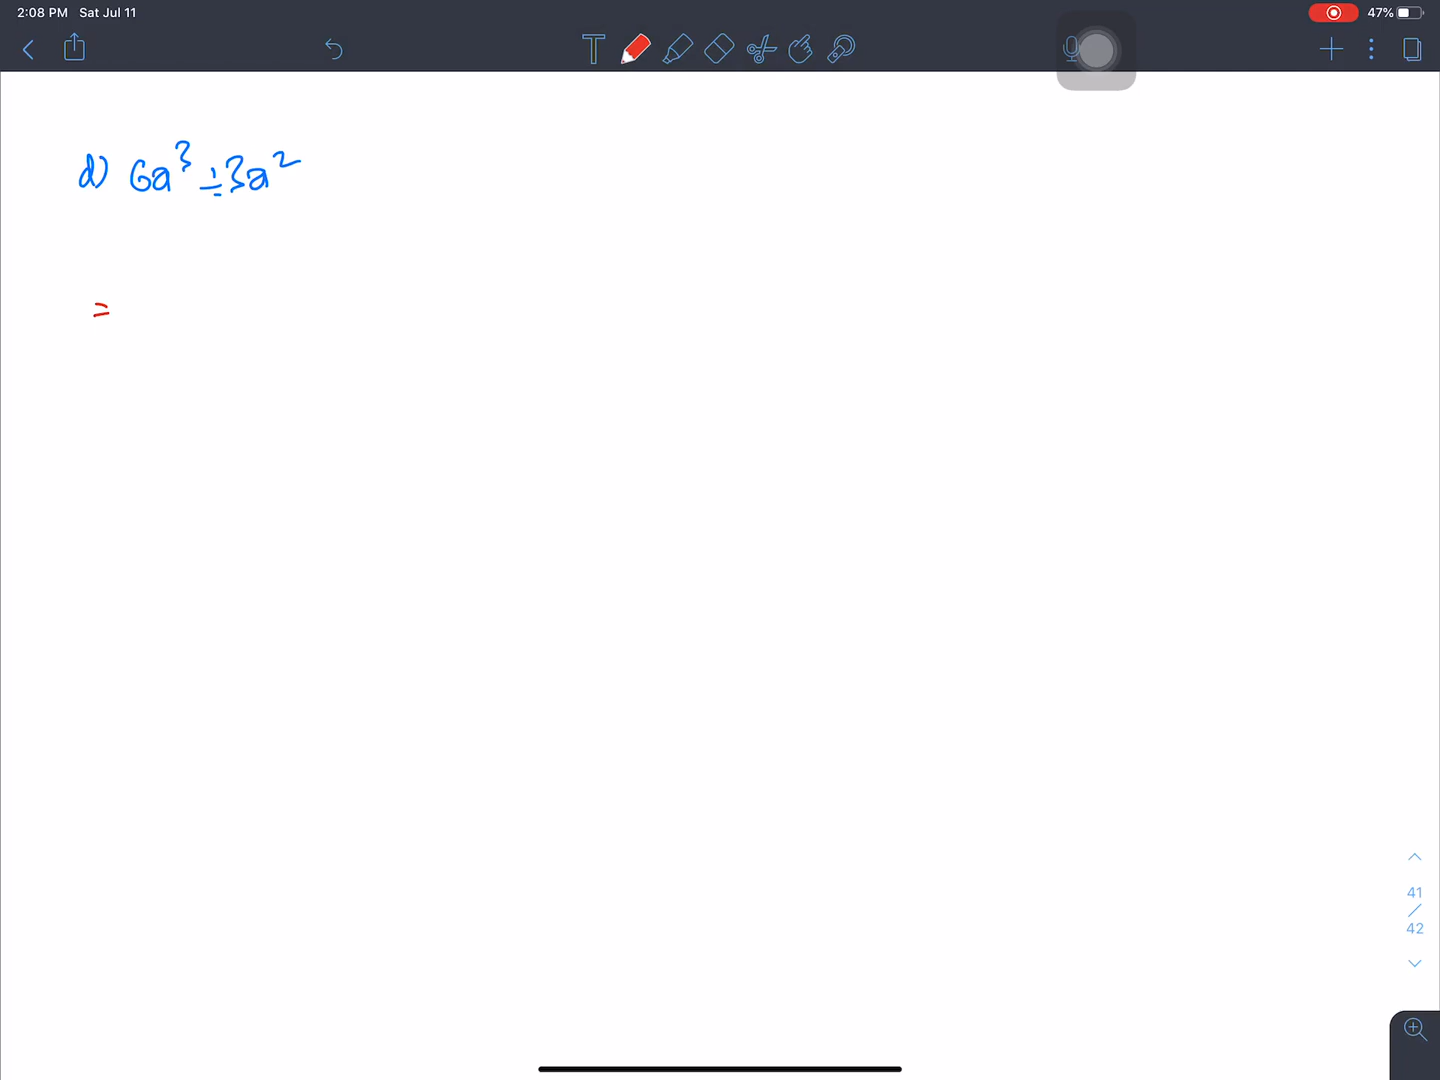 2:08 PM Sat Jul 11
47%
T
d) 6a³ ÷ 3a²
=
41
/
42